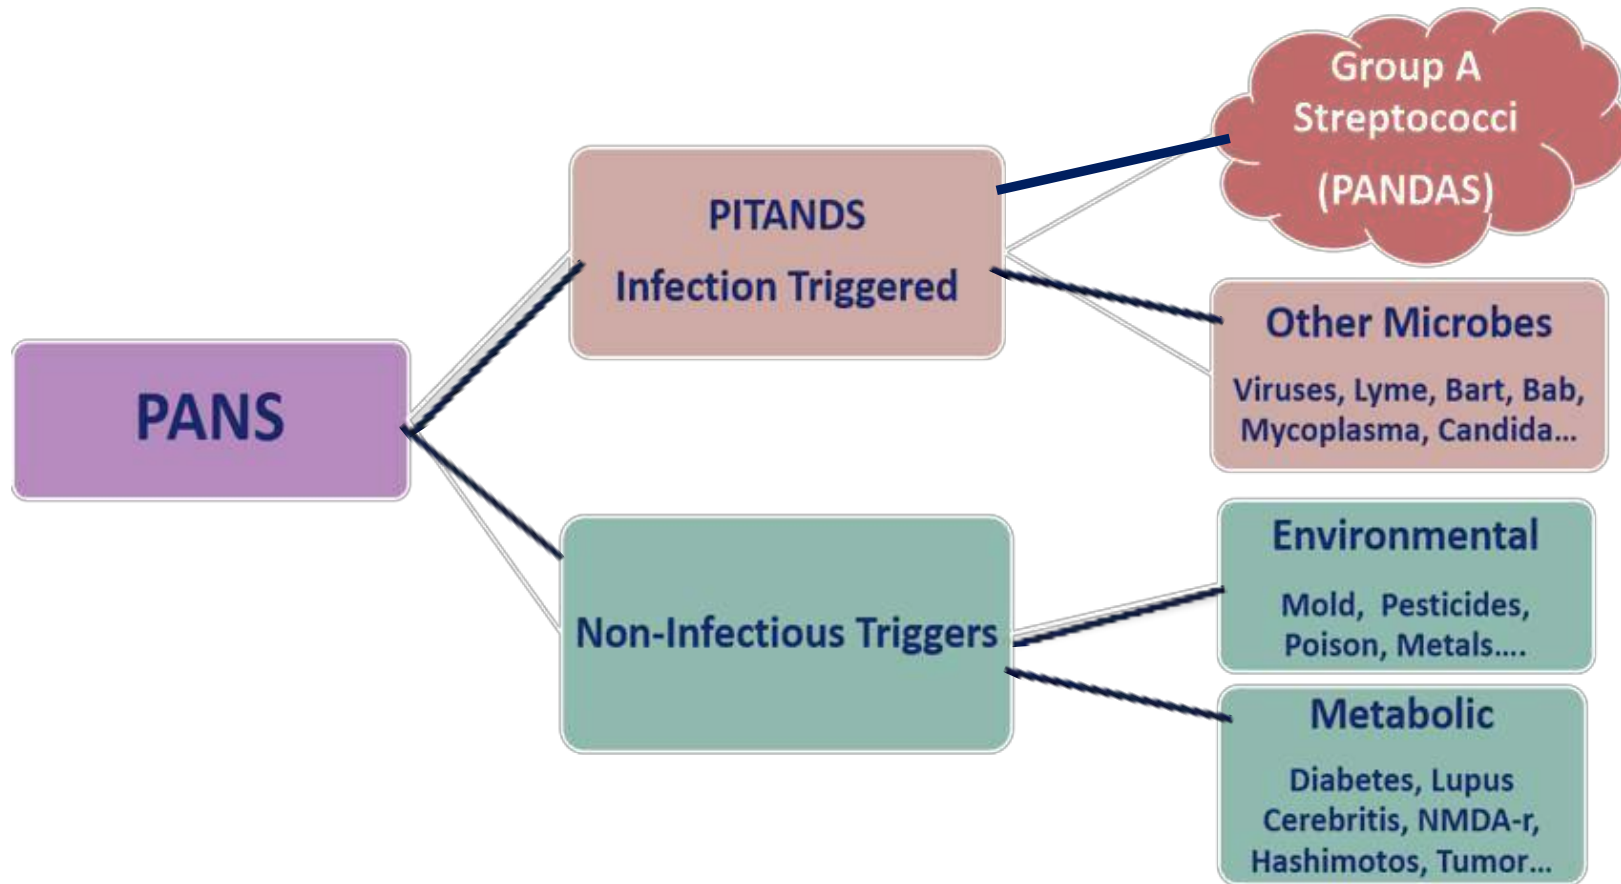 PANS
PITANDS
Infection Triggered
Group A
Streptococci
(PANDAS)
Other Microbes
Viruses, Lyme, Bart, Bab,
Mycoplasma, Candida...
Non-Infectious Triggers
Environmental
Mold, Pesticides,
Poison, Metals....
Metabolic
Diabetes, Lupus
Cerebritis, NMDA-r,
Hashimotos, Tumor...